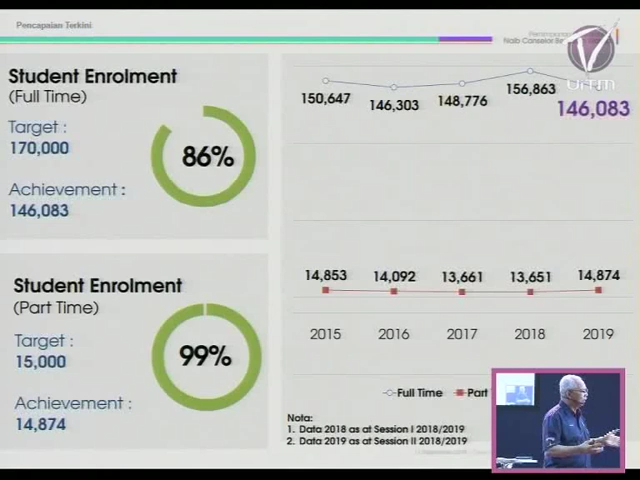 Pencapaian Terkini
Naib Canselor
UiTM
Student Enrolment
(Full Time)
Target :
170,000
Achievement :
146,083
86%
Student Enrolment
(Part Time)
Target :
15,000
Achievement :
14,874
99%
150,647
146,303
148,776
156,863
146,083
14,853
14,092
13,661
13,651
14,874
2015
2016
2017
2018
2019
Full Time
Part
Nota:
1. Data 2018 as at Session I 2018/2019
2. Data 2019 as at Session II 2018/2019